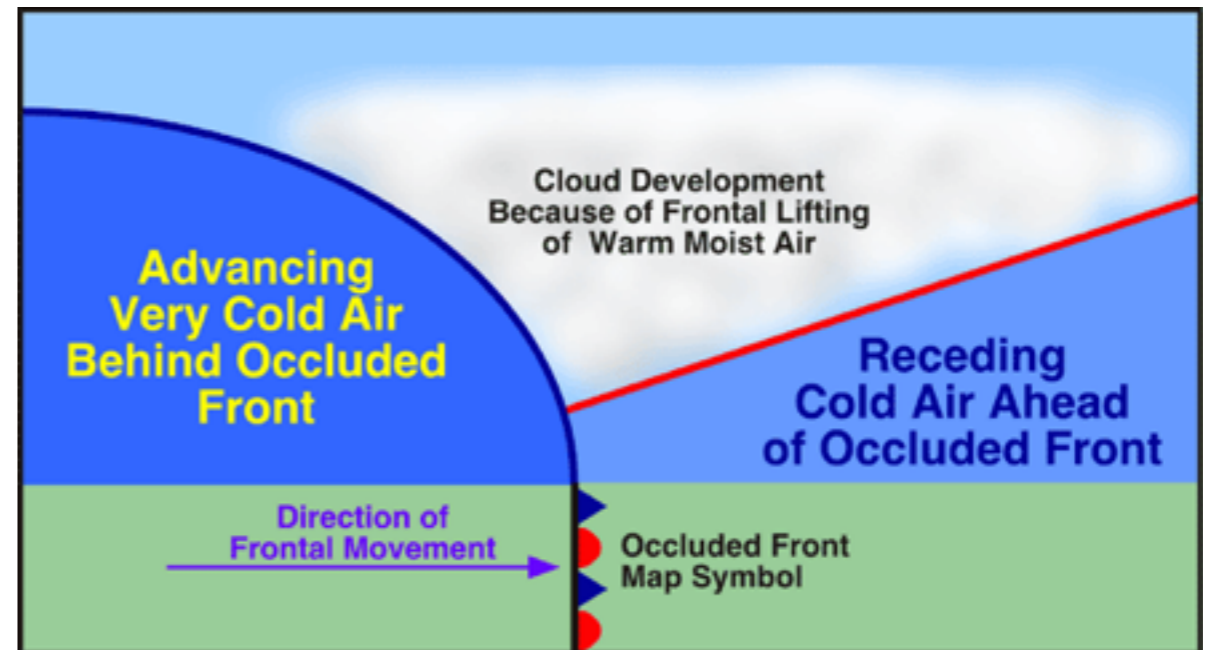 Cloud Development
Because of Frontal Lifting
of Warm Moist Air
Advancing
Very Cold Air
Behind Occluded
Front
Receding
Cold Air Ahead
of Occluded Front
Direction of
Frontal Movement
Occluded Front
Map Symbol